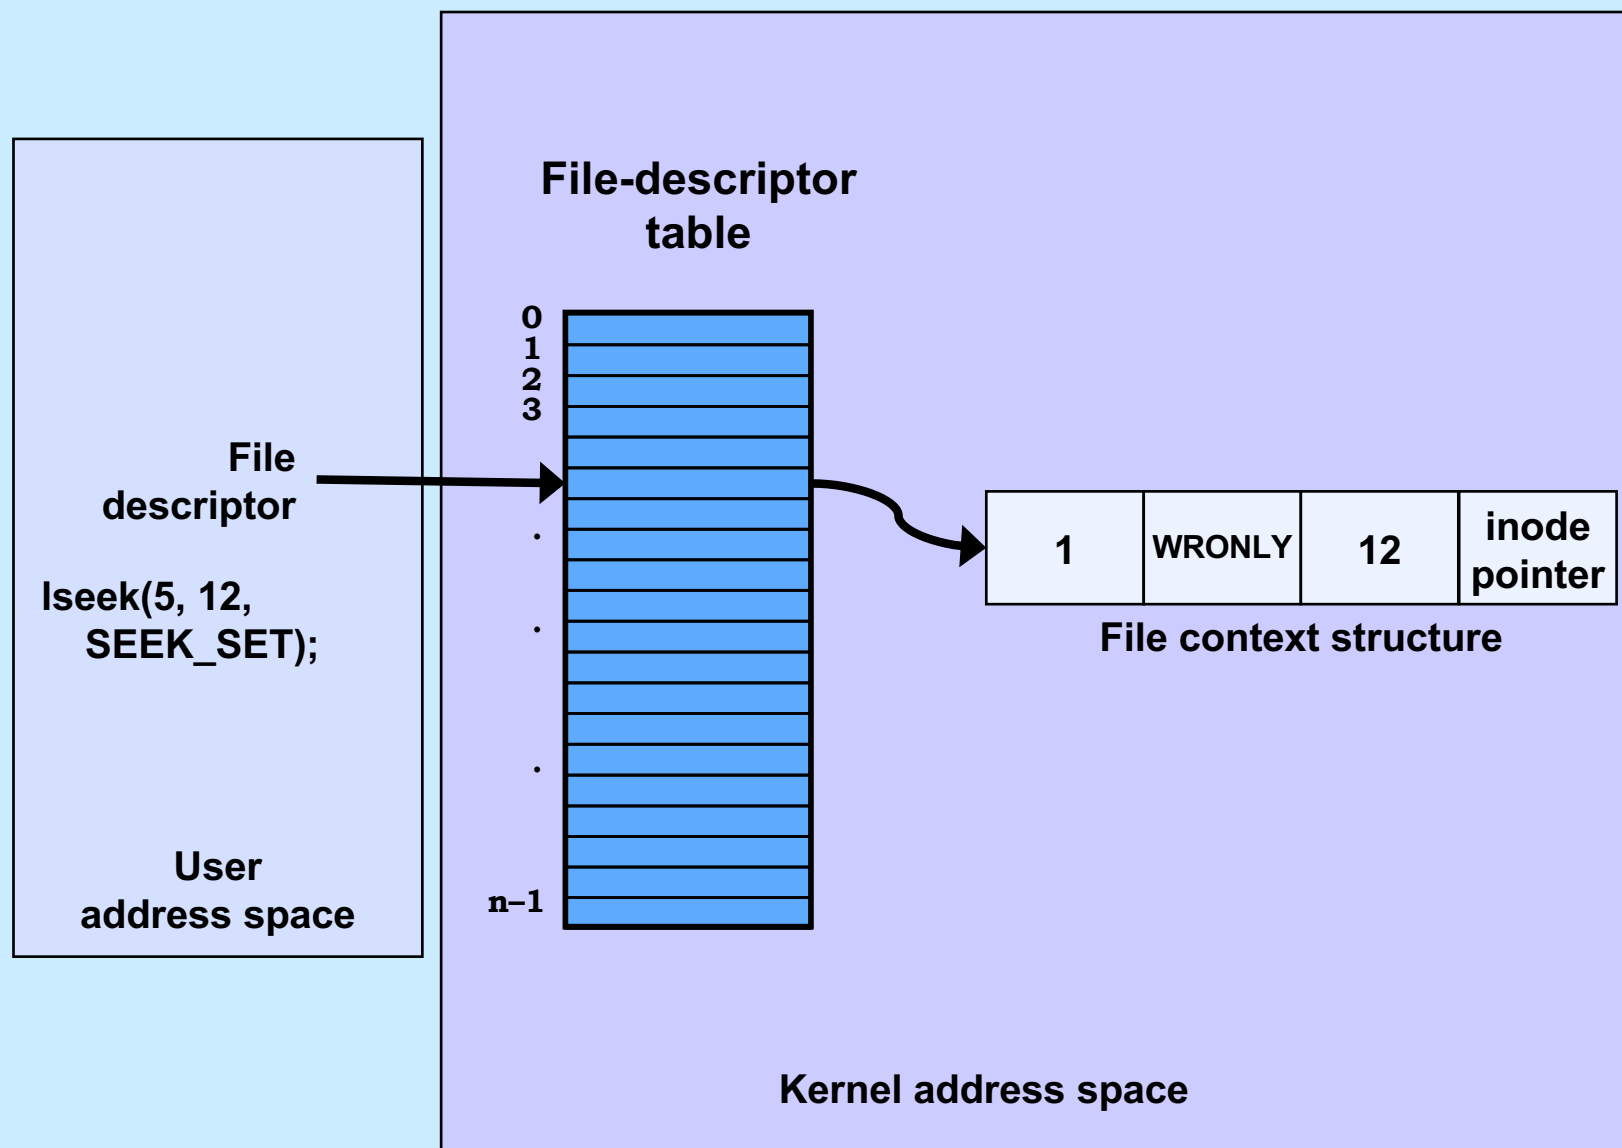 File-descriptor
table
0
1
2
3
.
.
.
n–1
File
descriptor
lseek(5, 12,
SEEK_SET);
User
address space
1
WRONLY
12
inode
pointer
File context structure
Kernel address space